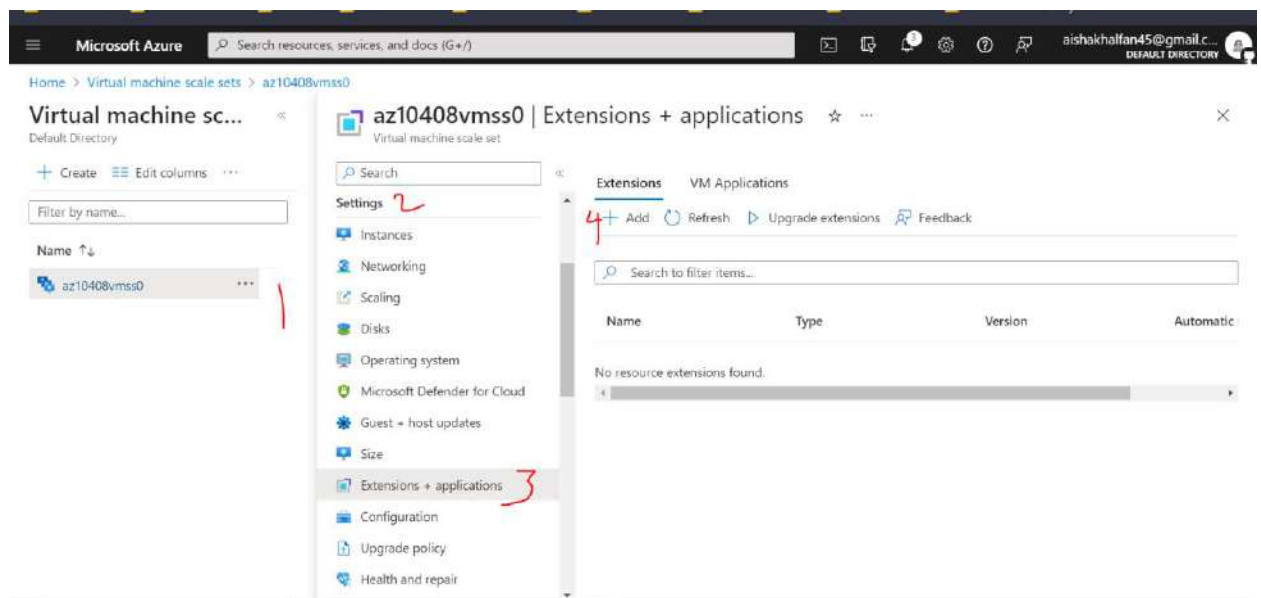 Microsoft Azure
Search resources, services, and docs (G+/)
3
aishakhalfan45@gmail.c...
DEFAULT DIRECTORY
Home > Virtual machine scale sets > az10408vmss0
Virtual machine sc...
Default Directory
+ Create Edit columns ...
Filter by name...
Name ↑↓
az10408vmss0 ...
1
az10408vmss0 | Extensions + applications ...
Virtual machine scale set
Search
Settings 2
Instances
Networking
Scaling
Disks
Operating system
Microsoft Defender for Cloud
Guest + host updates
Size
Extensions + applications 3
Configuration
Upgrade policy
Health and repair
Extensions VM Applications
4 + Add Refresh Upgrade extensions Feedback
Search to filter items...
Name Type Version Automatic
No resource extensions found.